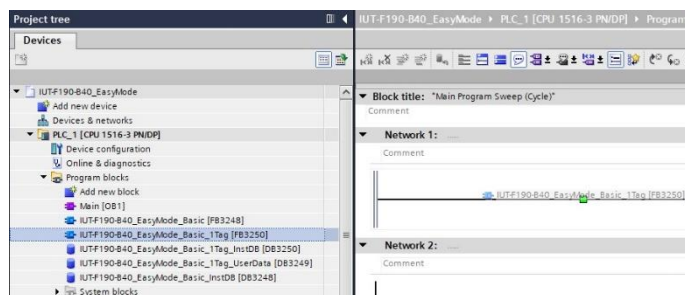 Project tree
IUT-F190-B40_EasyMode ▸ PLC_1 [CPU 1516-3 PN/DP] ▸ Program
Devices
IUT-F190-B40_EasyMode
Add new device
Devices & networks
PLC_1 [CPU 1516-3 PN/DP]
Device configuration
Online & diagnostics
Program blocks
Add new block
Main [OB1]
IUT-F190-B40_EasyMode_Basic [FB3248]
IUT-F190-B40_EasyMode_Basic_1Tag [FB3250]
IUT-F190-B40_EasyMode_Basic_1Tag_InstDB [DB3250]
IUT-F190-B40_EasyMode_Basic_1Tag_UserData [DB3249]
IUT-F190-B40_EasyMode_Basic_InstDB [DB3248]
System blocks
Block title: "Main Program Sweep (Cycle)"
Comment
Network 1:
Comment
IUT-F190-B40_EasyMode_Basic_1Tag [FB3250]
Network 2:
Comment